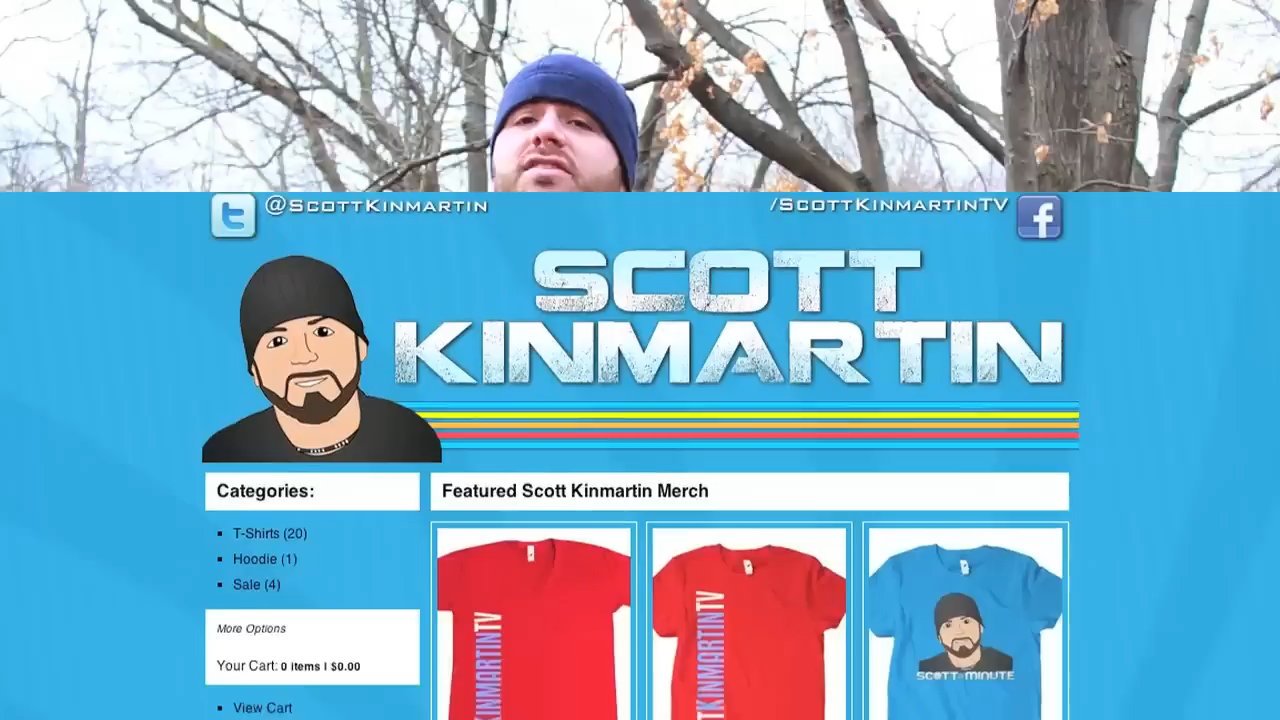 @ScottKinmartin
/ScottKinmartinTV
SCOTT
KINMARTIN
Categories:
Featured Scott Kinmartin Merch
T-Shirts (20)
Hoodie (1)
Sale (4)
More Options
Your Cart: 0 items | $0.00
View Cart
KINMARTINTV
TKINMARTINTV
SCOTT A MINUTE